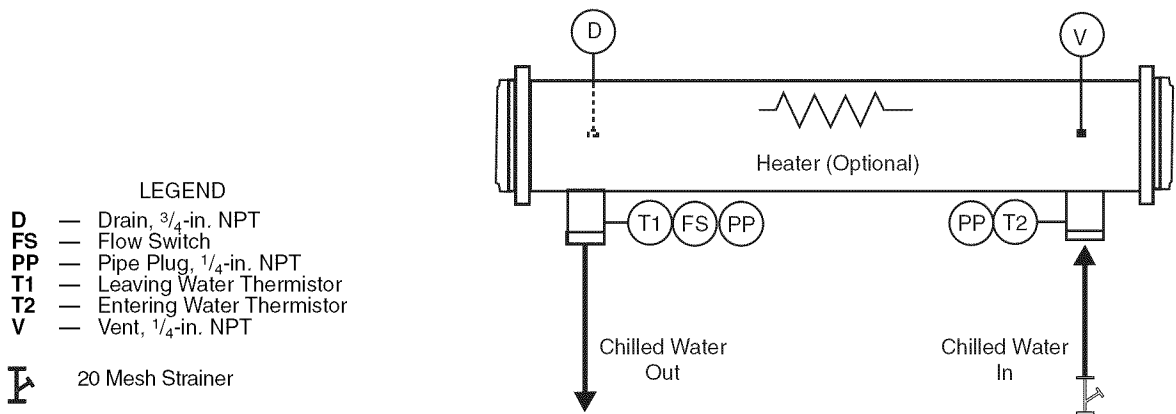 D
V
Heater (Optional)
LEGEND
D — Drain, 3/4-in. NPT
FS — Flow Switch
PP — Pipe Plug, 1/4-in. NPT
T1 — Leaving Water Thermistor
T2 — Entering Water Thermistor
V — Vent, 1/4-in. NPT
20 Mesh Strainer
T1 FS PP
PP T2
Chilled Water
Out
Chilled Water
In